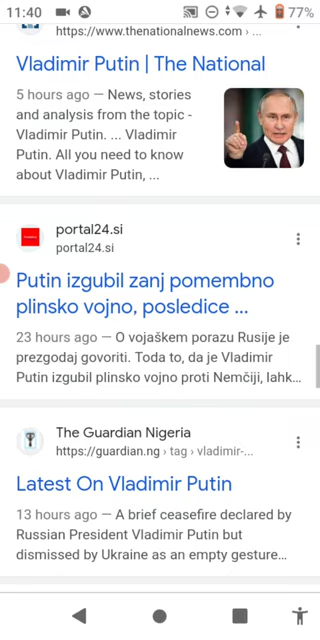 11:40
77%
https://www.thenationalnews.com › ...
Vladimir Putin | The National
5 hours ago — News, stories
and analysis from the topic -
Vladimir Putin. ... Vladimir
Putin. All you need to know
about Vladimir Putin, ...
portal24.si
portal24.si
Putin izgubil zanj pomembno
plinsko vojno, posledice ...
23 hours ago — O vojaškem porazu Rusije je
prezgodaj govoriti. Toda to, da je Vladimir
Putin izgubil plinsko vojno proti Nemčiji, lahk...
The Guardian Nigeria
https://guardian.ng › tag › vladimir-...
Latest On Vladimir Putin
13 hours ago — A brief ceasefire declared by
Russian President Vladimir Putin but
dismissed by Ukraine as an empty gesture...